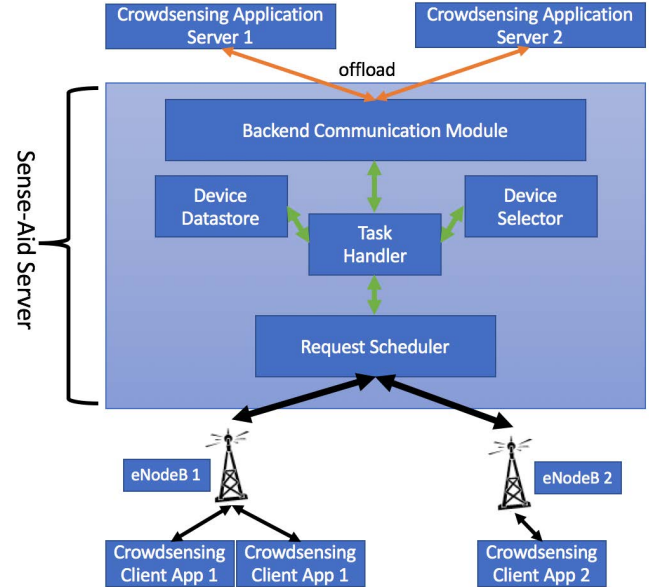 Crowdsensing Application
Server 1
Crowdsensing Application
Server 2
offload
Sense-Aid Server
Backend Communication Module
Device
Datastore
Device
Selector
Task
Handler
Request Scheduler
eNodeB 1
eNodeB 2
Crowdsensing
Client App 1
Crowdsensing
Client App 1
Crowdsensing
Client App 2